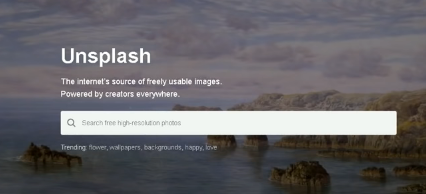 Unsplash
The internet's source of freely usable images.
Powered by creators everywhere.
Search free high-resolution photos
Trending: flower, wallpapers, backgrounds, happy, love